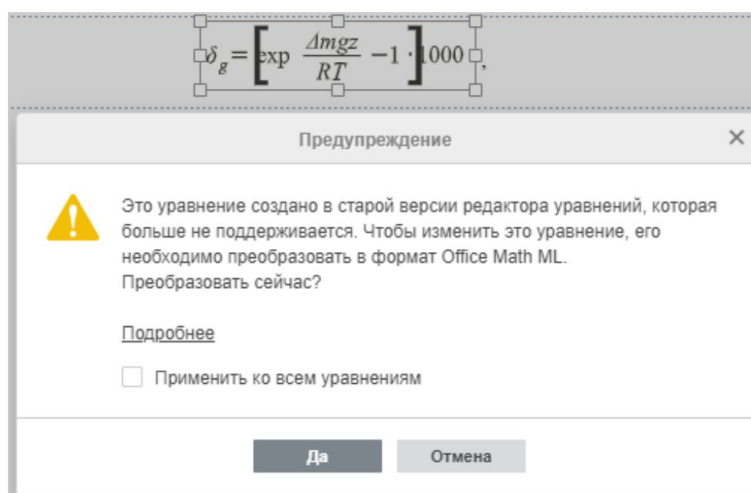 δg = [exp Δmgz/RT −1 ·]1000 ,
Предупреждение
Это уравнение создано в старой версии редактора уравнений, которая
больше не поддерживается. Чтобы изменить это уравнение, его
необходимо преобразовать в формат Office Math ML.
Преобразовать сейчас?
Подробнее
Применить ко всем уравнениям
Да
Отмена